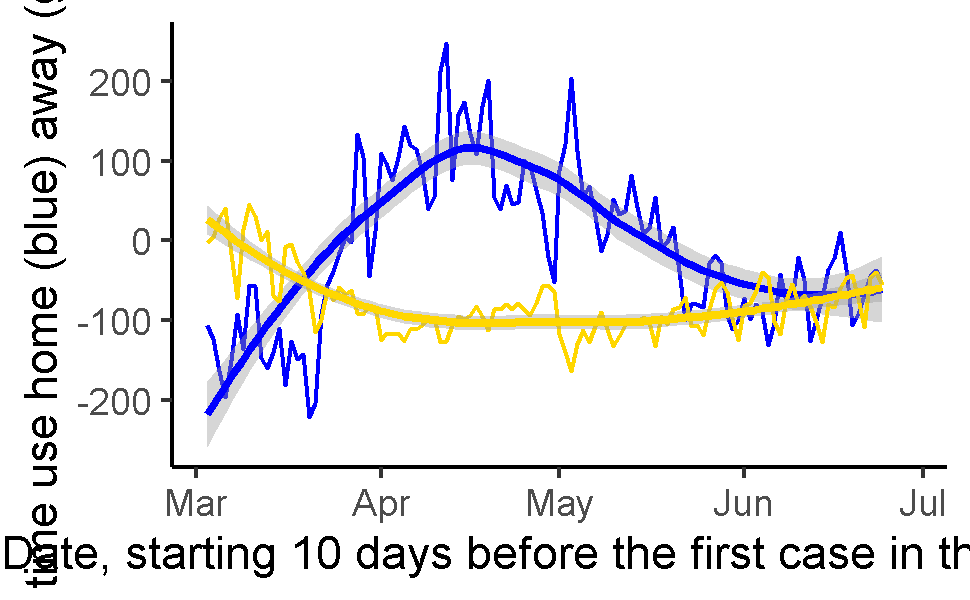 time use home (blue) away (
200
100
0
-100
-200
Mar Apr May Jun Jul
Date, starting 10 days before the first case in th